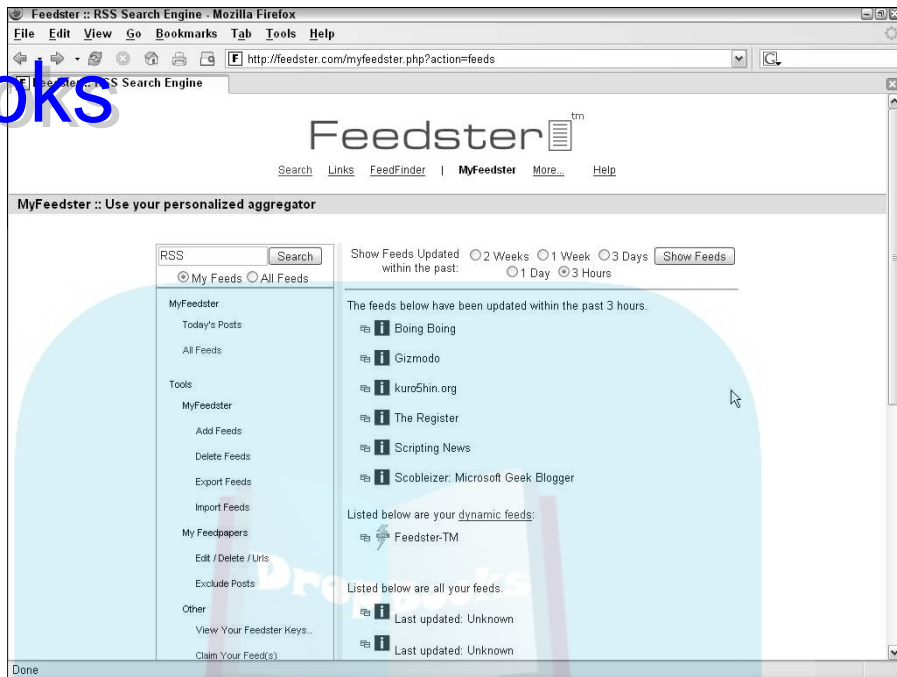 Feedster :: RSS Search Engine - Mozilla Firefox
File Edit View Go Bookmarks Tab Tools Help
F http://feedster.com/myfeedster.php?action=feeds G
Feedster :: RSS Search Engine
oks
Feedster tm
Search Links FeedFinder | MyFeedster More... Help
MyFeedster :: Use your personalized aggregator
RSS Search
My Feeds All Feeds
MyFeedster
Today's Posts
All Feeds
Tools
MyFeedster
Add Feeds
Delete Feeds
Export Feeds
Import Feeds
My Feedpapers
Edit / Delete / Urls
Exclude Posts
Other
View Your Feedster Keys..
Claim Your Feed(s)
Show Feeds Updated within the past:
2 Weeks 1 Week 3 Days Show Feeds
1 Day 3 Hours
The feeds below have been updated within the past 3 hours.
i Boing Boing
i Gizmodo
i kuro5hin.org
i The Register
i Scripting News
i Scobleizer: Microsoft Geek Blogger
Listed below are your dynamic feeds:
Feedster-TM
Listed below are all your feeds.
i Last updated: Unknown
i Last updated: Unknown
DropBooks
Done